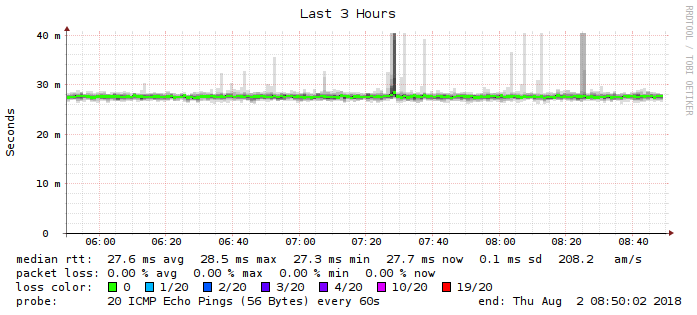 Last 3 Hours
RRDTOOL / TOBI OETIKER
Seconds
40 m
30 m
20 m
10 m
0
06:00 06:20 06:40 07:00 07:20 07:40 08:00 08:20 08:40
median rtt: 27.6 ms avg 28.5 ms max 27.3 ms min 27.7 ms now 0.1 ms sd 208.2 am/s
packet loss: 0.00 % avg 0.00 % max 0.00 % min 0.00 % now
loss color: 0 1/20 2/20 3/20 4/20 10/20 19/20
probe: 20 ICMP Echo Pings (56 Bytes) every 60s end: Thu Aug 2 08:50:02 2018